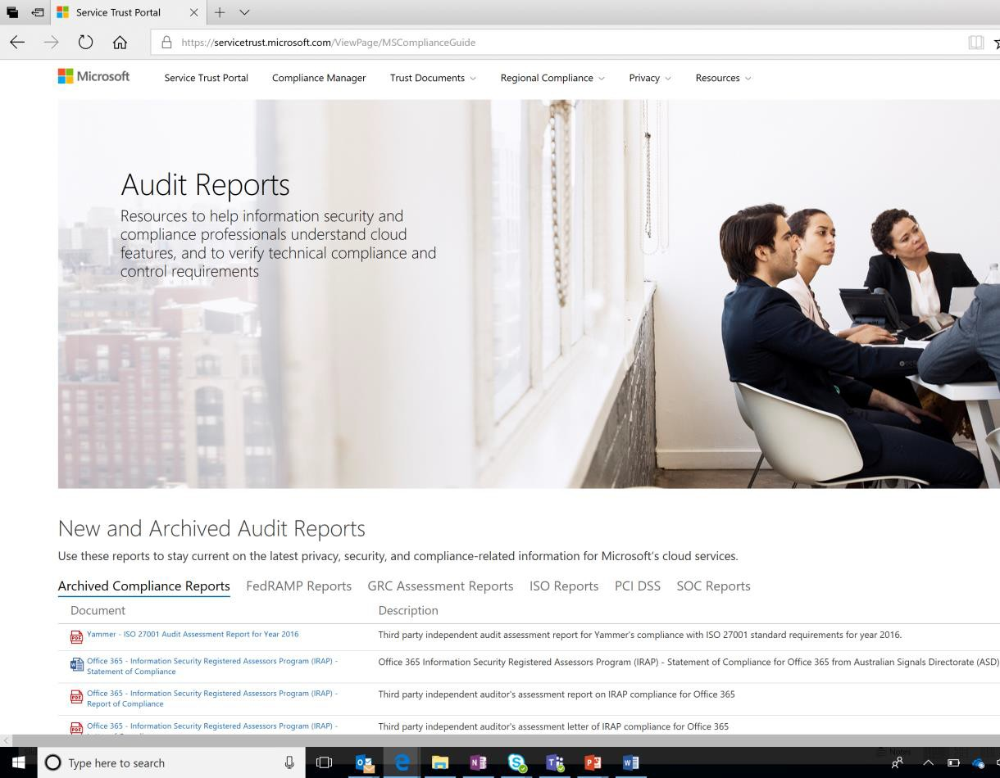 Service Trust Portal
https://servicetrust.microsoft.com/ViewPage/MSComplianceGuide
Microsoft
Service Trust Portal
Compliance Manager
Trust Documents
Regional Compliance
Privacy
Resources
Audit Reports
Resources to help information security and
compliance professionals understand cloud
features, and to verify technical compliance and
control requirements
New and Archived Audit Reports
Use these reports to stay current on the latest privacy, security, and compliance-related information for Microsoft's cloud services.
Archived Compliance Reports FedRAMP Reports GRC Assessment Reports ISO Reports PCI DSS SOC Reports
Document Description
PDF Yammer - ISO 27001 Audit Assessment Report for Year 2016 Third party independent audit assessment report for Yammer's compliance with ISO 27001 standard requirements for year 2016.
Office 365 - Information Security Registered Assessors Program (IRAP) -
Statement of Compliance
Office 365 Information Security Registered Assessors Program (IRAP) - Statement of Compliance for Office 365 from Australian Signals Directorate (ASD)
PDF Office 365 - Information Security Registered Assessors Program (IRAP) -
Report of Compliance
Third party independent auditor's assessment report on IRAP compliance for Office 365
PDF Office 365 - Information Security Registered Assessors Program (IRAP) -
Third party independent auditor's assessment letter of IRAP compliance for Office 365
Notes
Type here to search